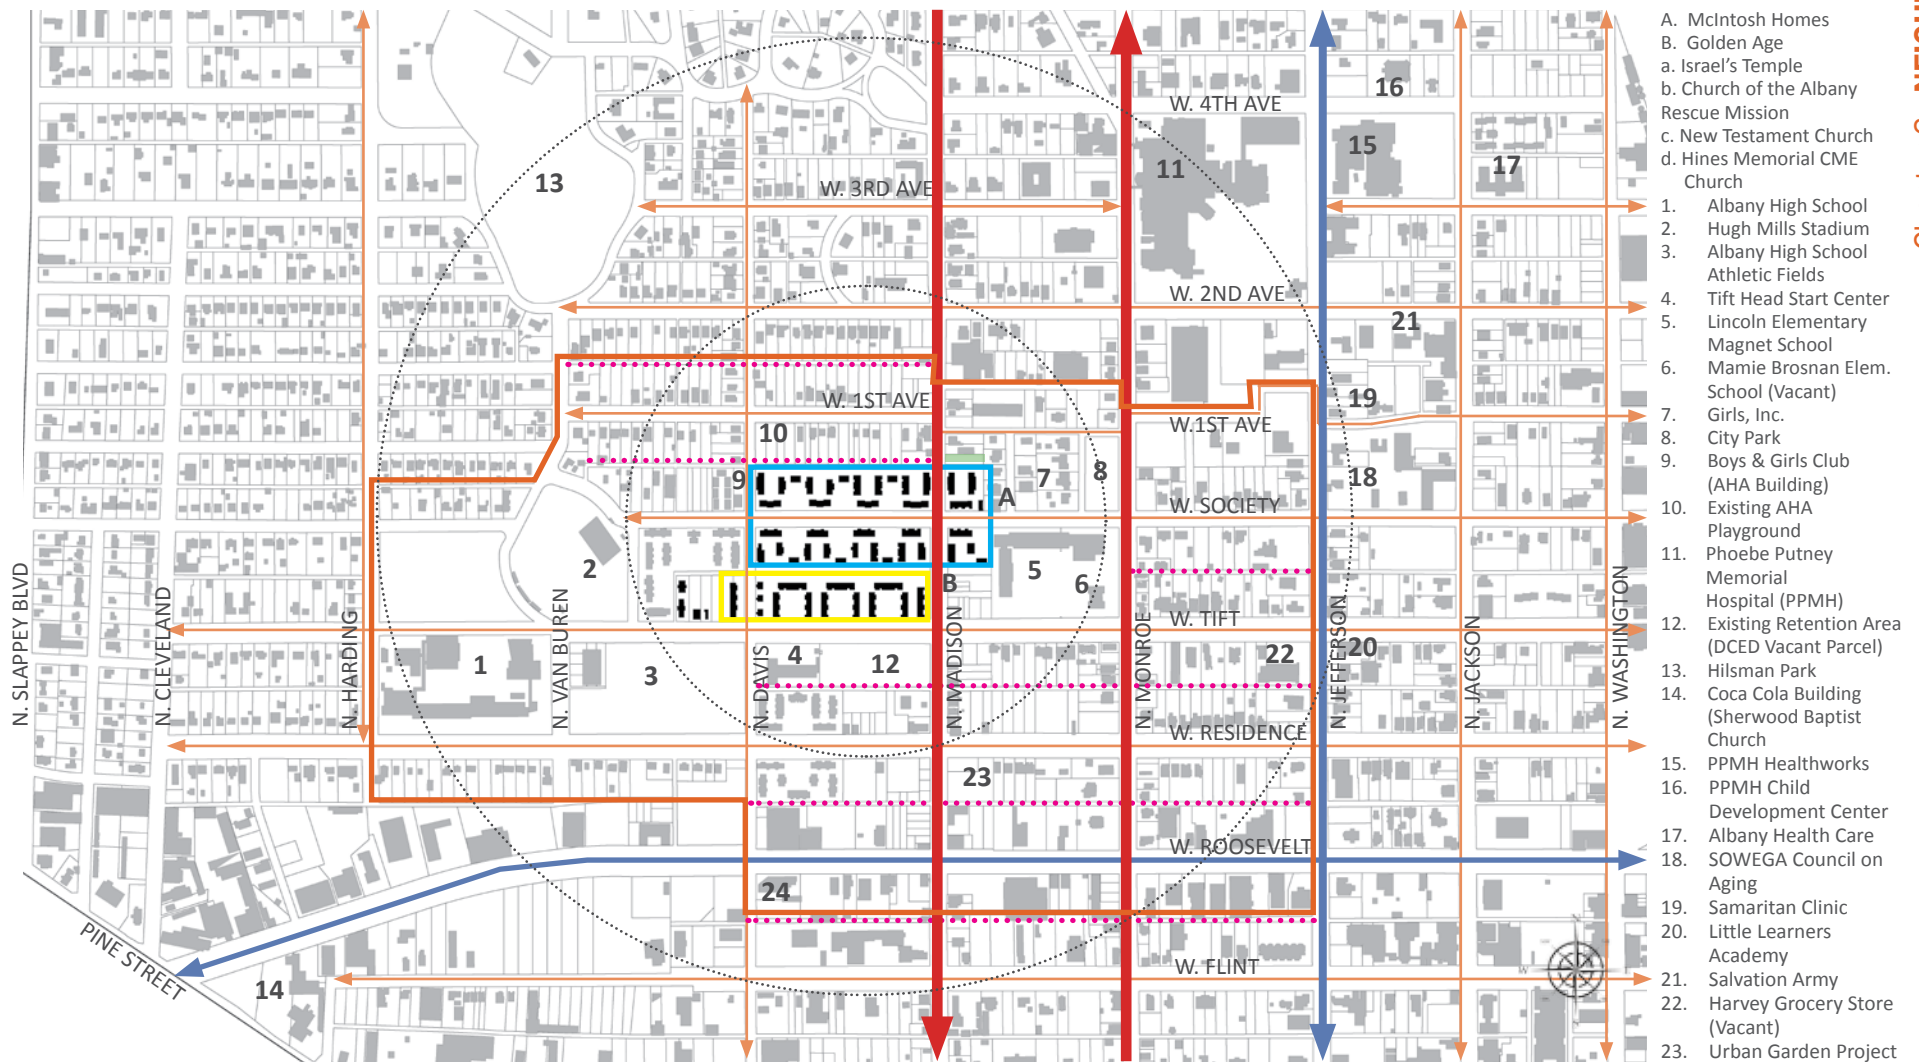 A. McIntosh Homes
B. Golden Age
a. Israel's Temple
b. Church of the Albany
Rescue Mission
c. New Testament Church
d. Hines Memorial CME
Church
1. Albany High School
2. Hugh Mills Stadium
3. Albany High School
Athletic Fields
4. Tift Head Start Center
5. Lincoln Elementary
Magnet School
6. Mamie Brosnan Elem.
School (Vacant)
7. Girls, Inc.
8. City Park
9. Boys & Girls Club
(AHA Building)
10. Existing AHA
Playground
11. Phoebe Putney
Memorial
Hospital (PPMH)
12. Existing Retention Area
(DCED Vacant Parcel)
13. Hilsman Park
14. Coca Cola Building
(Sherwood Baptist
Church
15. PPMH Healthworks
16. PPMH Child
Development Center
17. Albany Health Care
18. SOWEGA Council on
Aging
19. Samaritan Clinic
20. Little Learners
Academy
21. Salvation Army
22. Harvey Grocery Store
(Vacant)
23. Urban Garden Project
W. 4TH AVE
W. 3RD AVE
W. 2ND AVE
W. 1ST AVE
W.1ST AVE
W. SOCIETY
W. TIFT
W. RESIDENCE
W. ROOSEVELT
W. FLINT
N. SLAPPEY BLVD
N. CLEVELAND
N. HARDING
N. VAN BUREN
N. DAVIS
N. MADISON
N. MONROE
N. JEFFERSON
N. JACKSON
N. WASHINGTON
PINE STREET
16
15
17
11
13
21
19
10
9
7
8
18
A
2
5
6
B
1
3
4
12
22
20
23
24
14